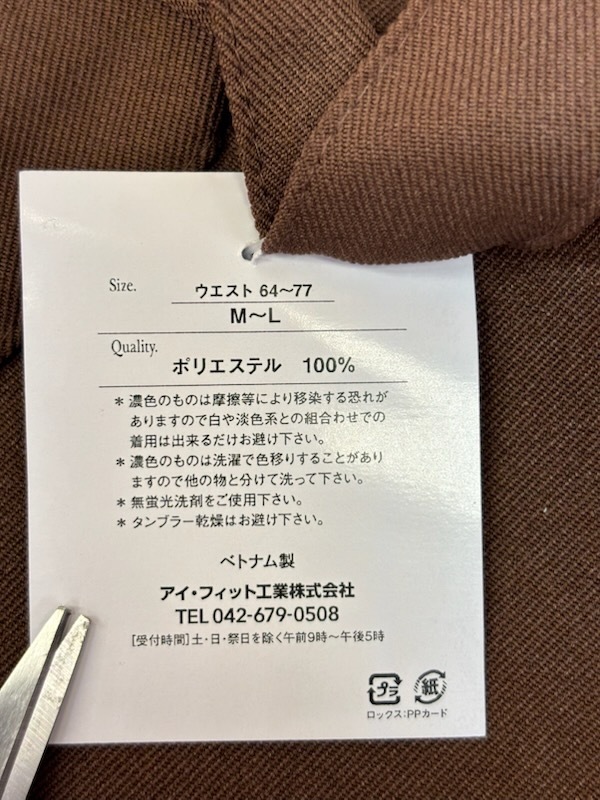 Size. ウエスト 64〜77
M〜L
Quality.
ポリエステル 100%
＊濃色のものは摩擦等により移染する恐れが
ありますので白や淡色系との組合わせでの
着用は出来るだけお避け下さい。
＊濃色のものは洗濯で色移りすることがあり
ますので他の物と分けて洗って下さい。
＊無蛍光洗剤をご使用下さい。
＊タンブラー乾燥はお避け下さい。
ベトナム製
アイ・フィット工業株式会社
TEL 042-679-0508
[受付時間]土・日・祭日を除く午前9時〜午後5時
プラ 紙
ロックス:PPカード